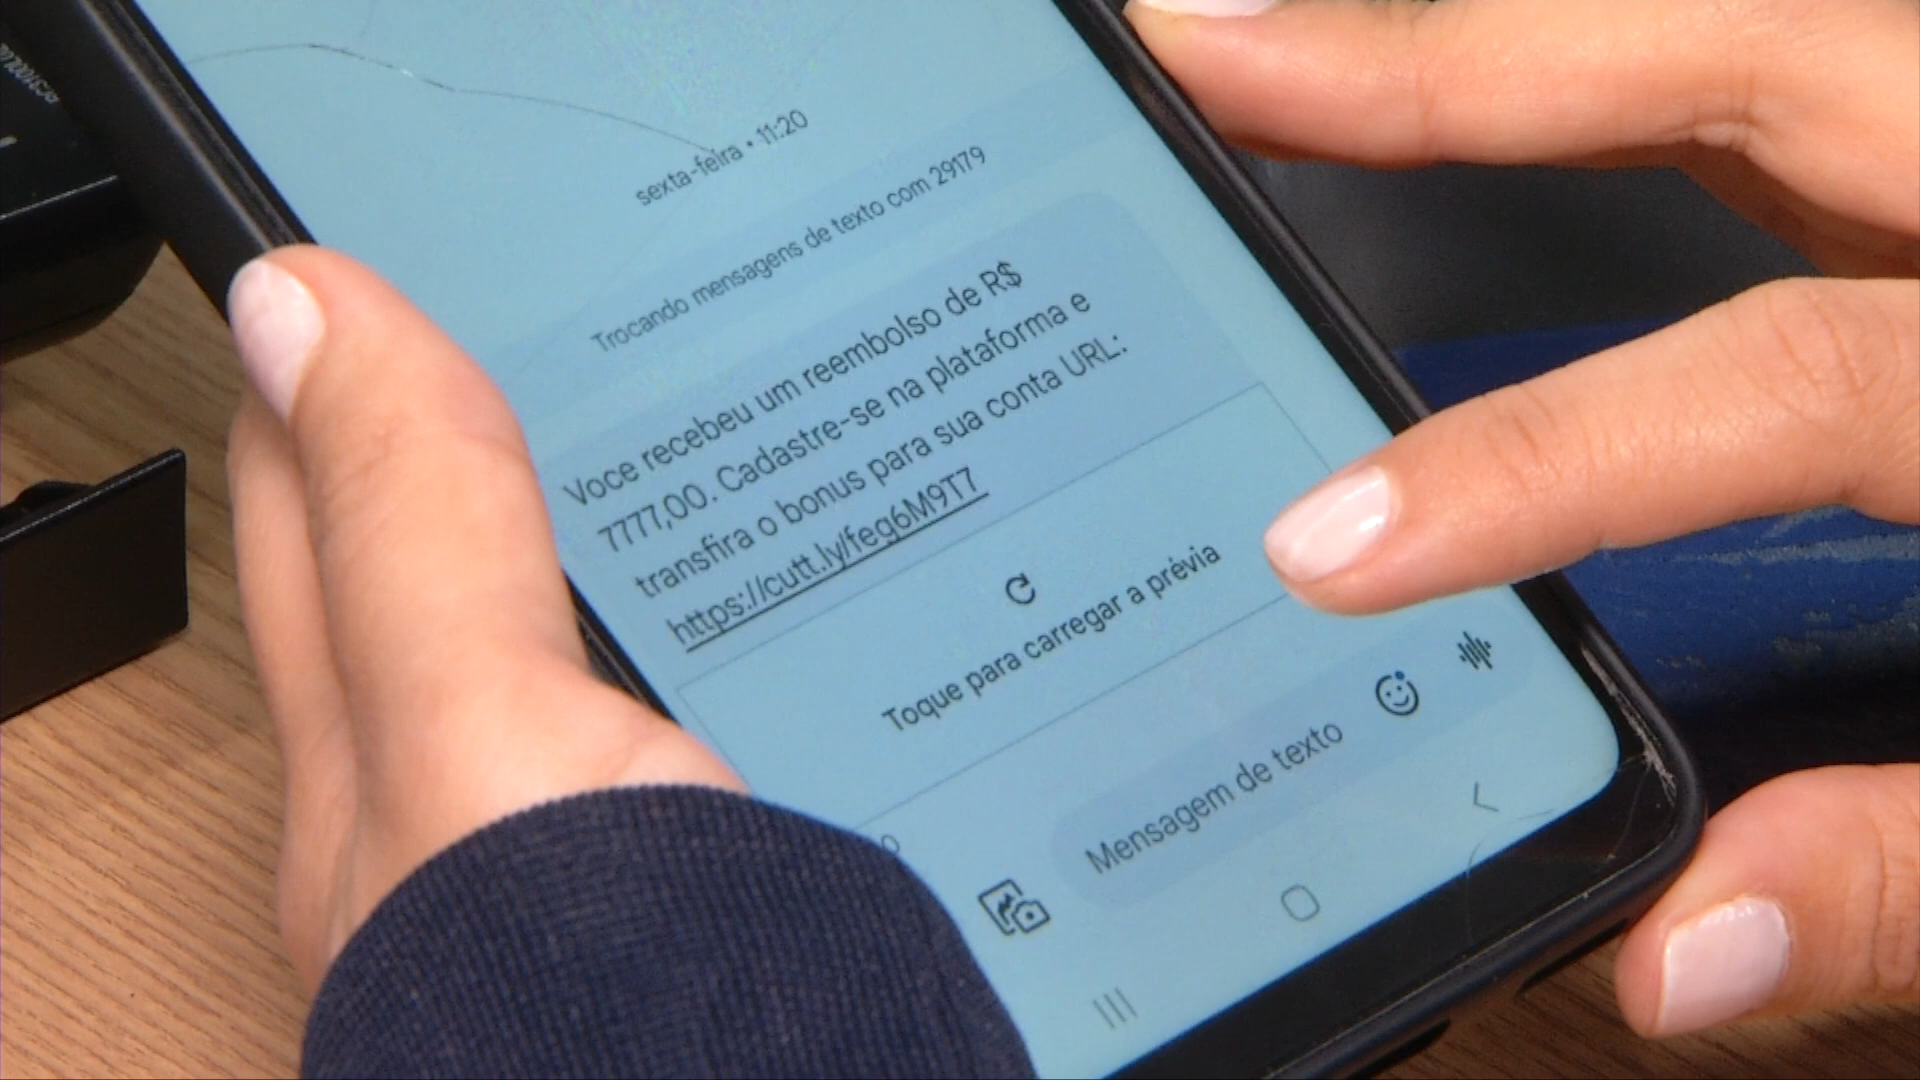 sexta-feira • 11:20
Trocando mensagens de texto com 29179
Voce recebeu um reembolso de R$
7777,00. Cadastre-se na plataforma e
transfira o bonus para sua conta URL:
https://cutt.ly/feg6M9T7
Toque para carregar a prévia
Mensagem de texto